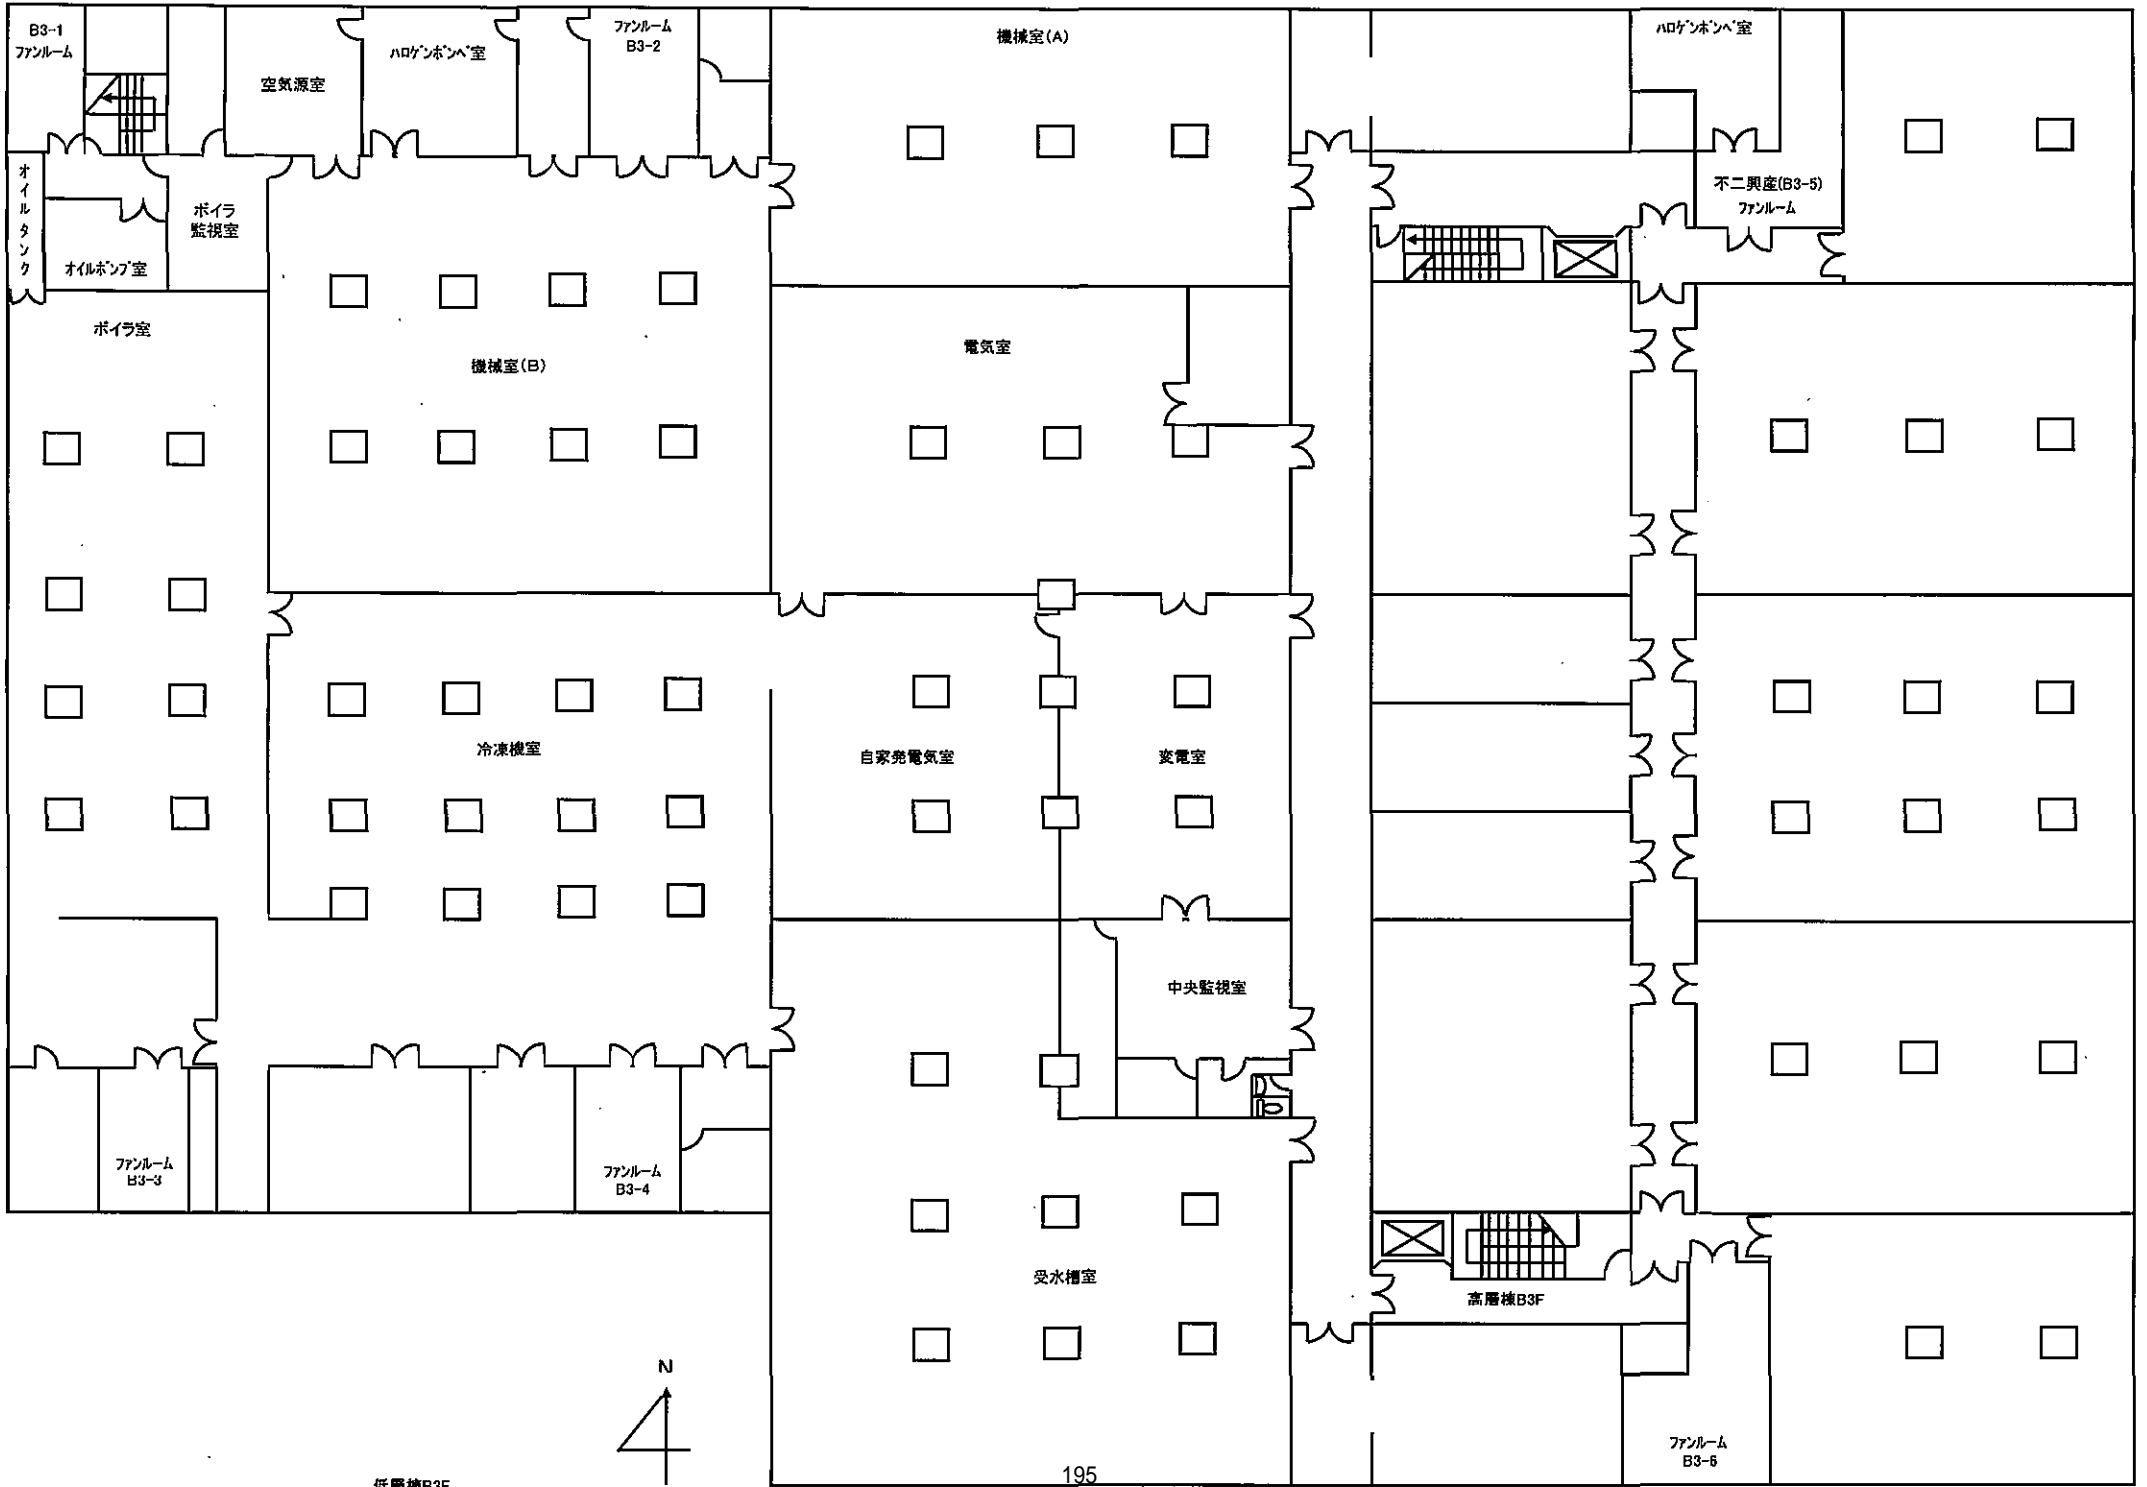 B3-1
ファンルーム
空気源室
ハロゲンボンベ室
ファンルーム
B3-2
機械室(A)
ハロゲンボンベ室
オイルタンク
ボイラ
監視室
オイルポンプ室
不二興産(B3-5)
ファンルーム
ボイラ室
機械室(B)
電気室
冷凍機室
自家発電気室
変電室
中央監視室
ファンルーム
B3-3
ファンルーム
B3-4
受水槽室
高層棟B3F
N
ファンルーム
B3-6
低層棟B3F
195